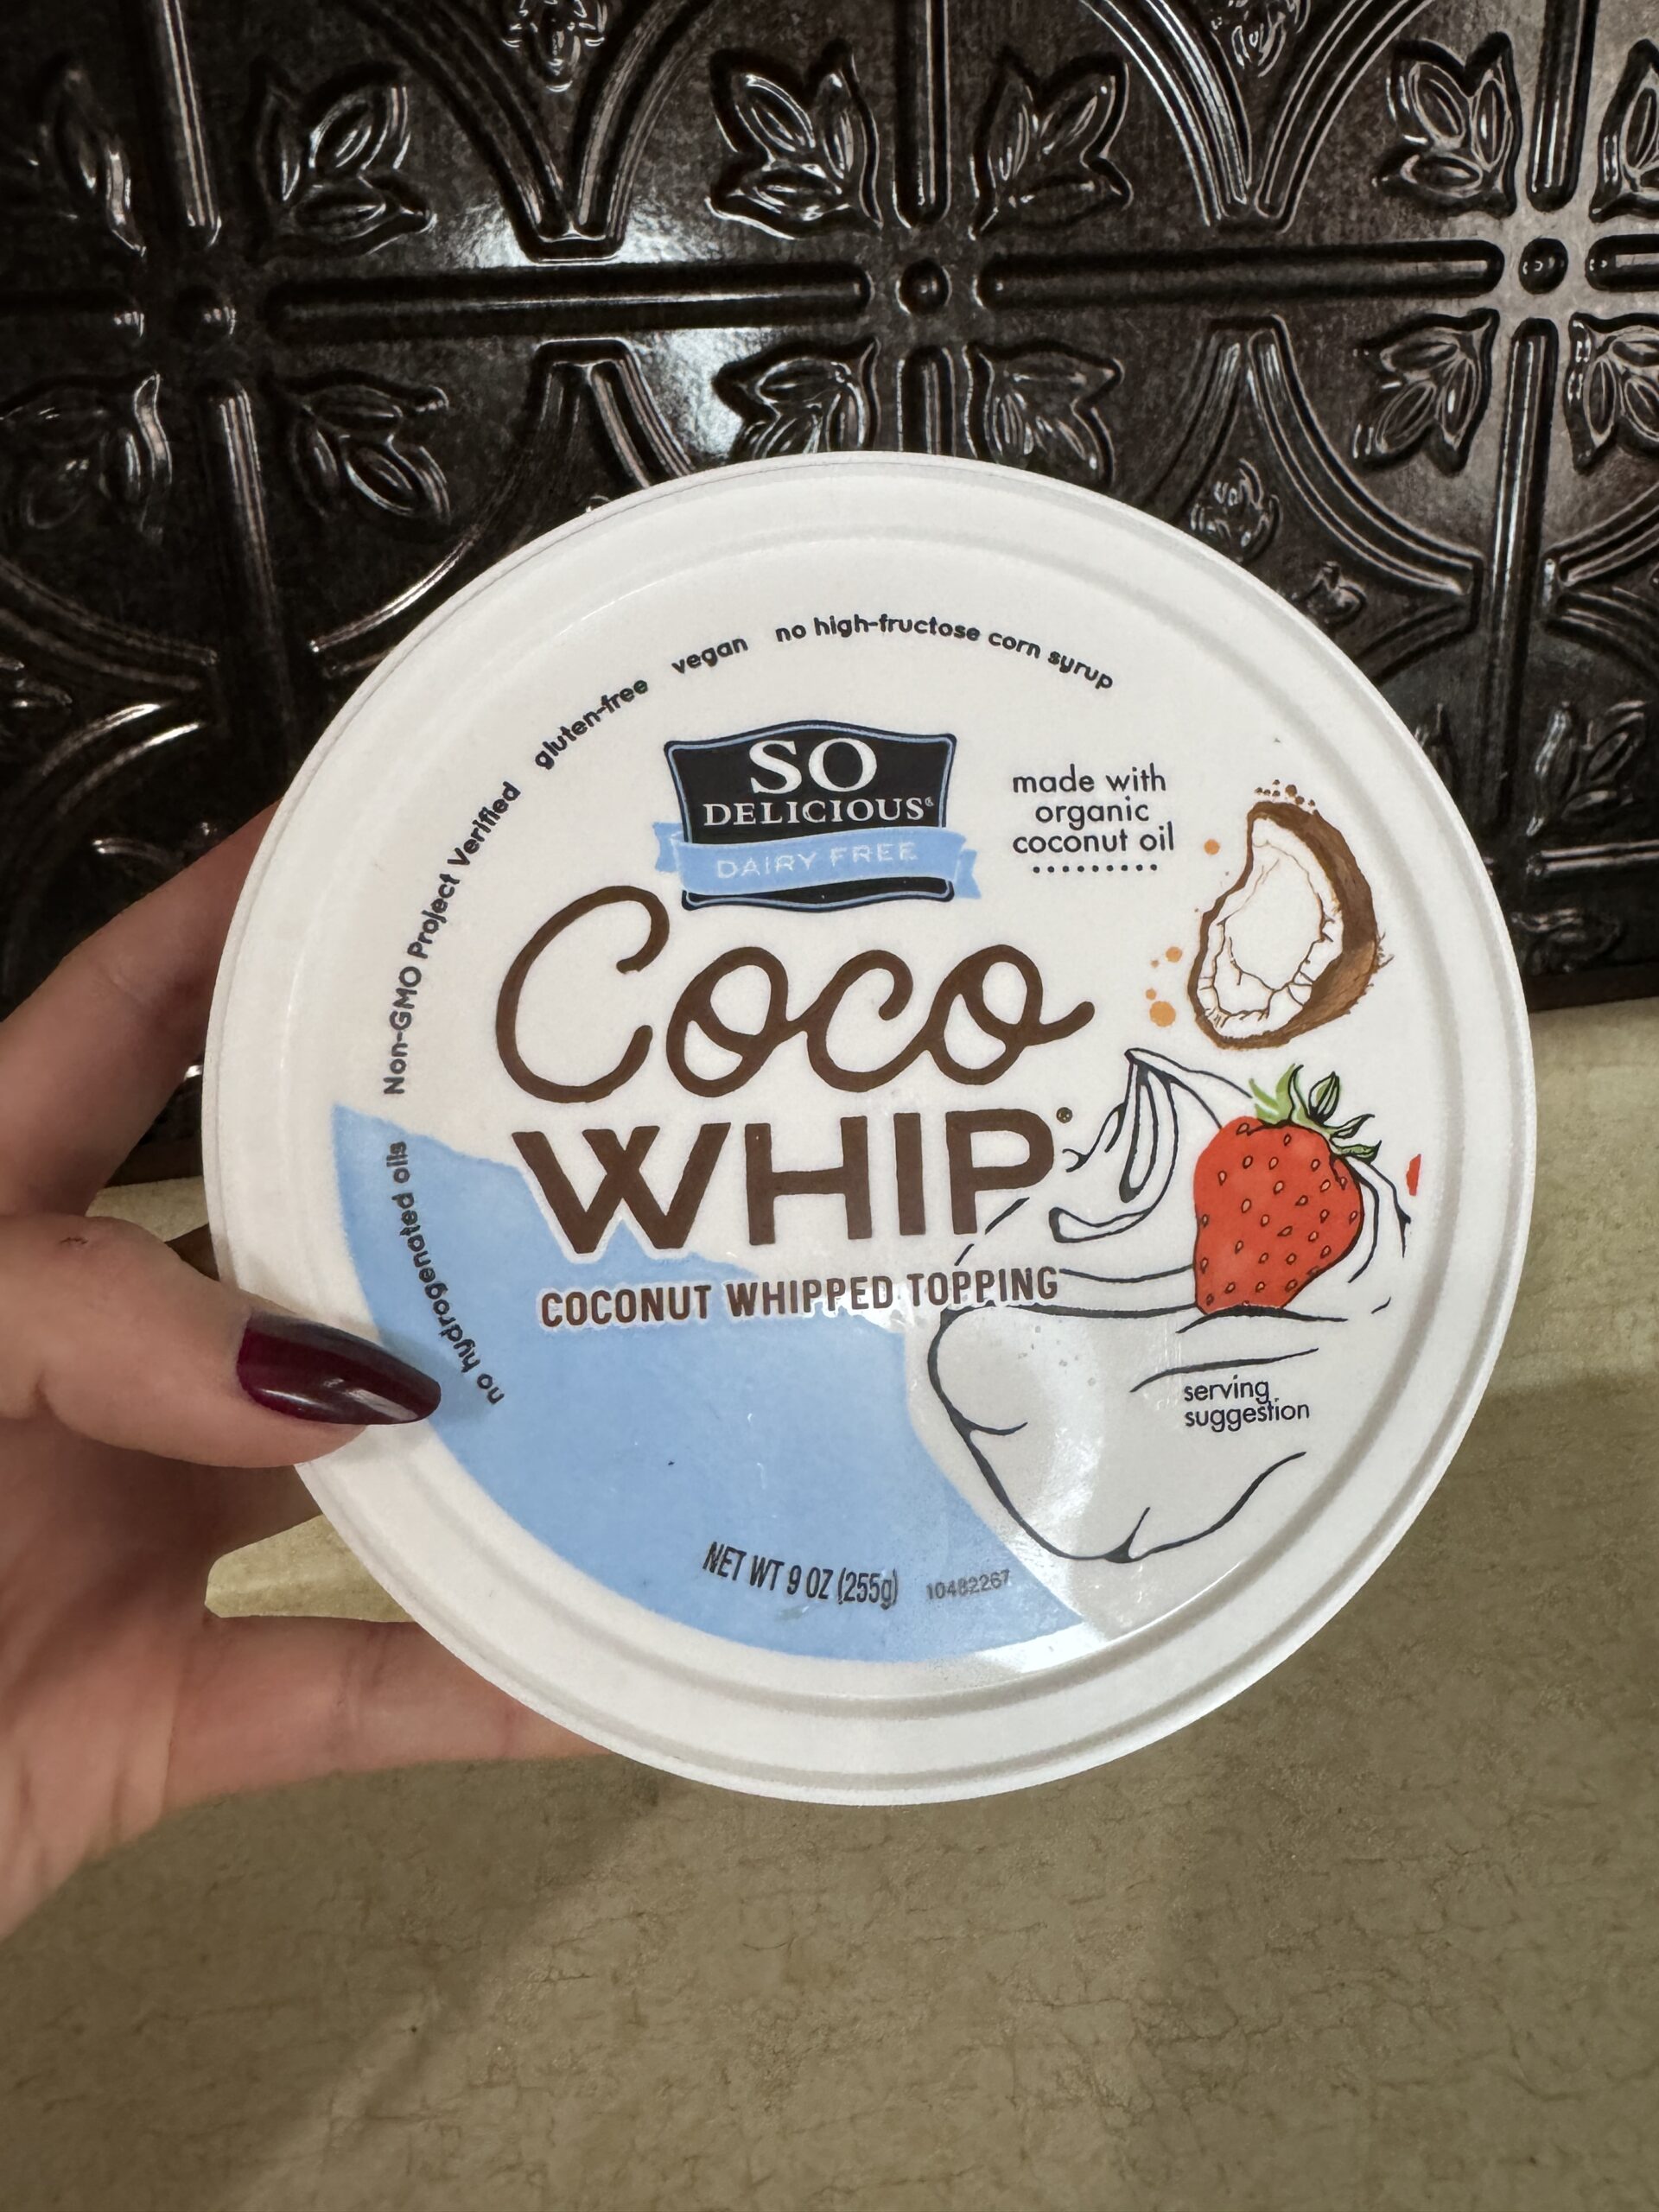 no hydrogenated oils Non-GMO Project Verified gluten-free vegan no high-fructose corn syrup
SO
DELICIOUS®
DAIRY FREE
made with
organic
coconut oil
Coco
WHIP®
COCONUT WHIPPED TOPPING
serving
suggestion
NET WT 9 OZ (255g) 10482267